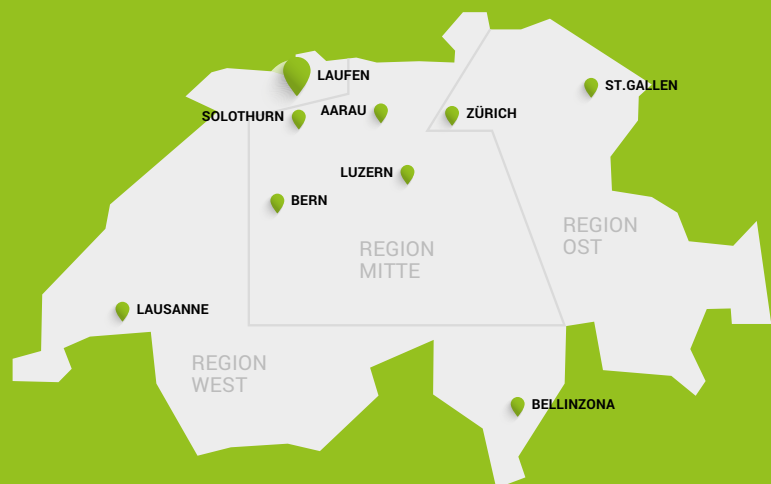 LAUFEN
ST.GALLEN
SOLOTHURN
AARAU
ZÜRICH
LUZERN
BERN
REGION
OST
REGION
MITTE
LAUSANNE
REGION
WEST
BELLINZONA